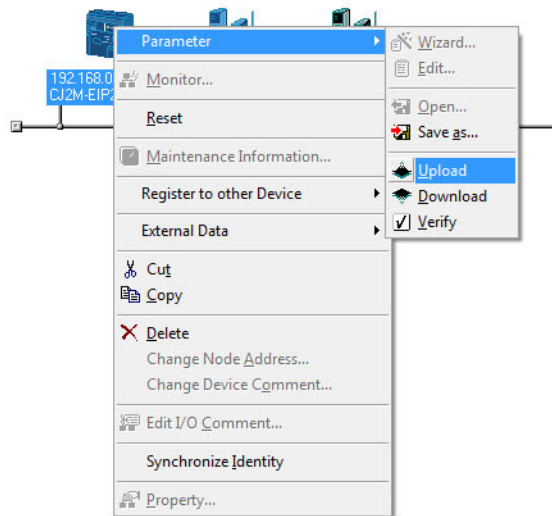 192.168.0
CJ2M-EIP2
Parameter
Monitor...
Reset
Maintenance Information...
Register to other Device
External Data
Cut
Copy
Delete
Change Node Address...
Change Device Comment...
Edit I/O Comment...
Synchronize Identity
Property...
Wizard...
Edit...
Open...
Save as...
Upload
Download
Verify